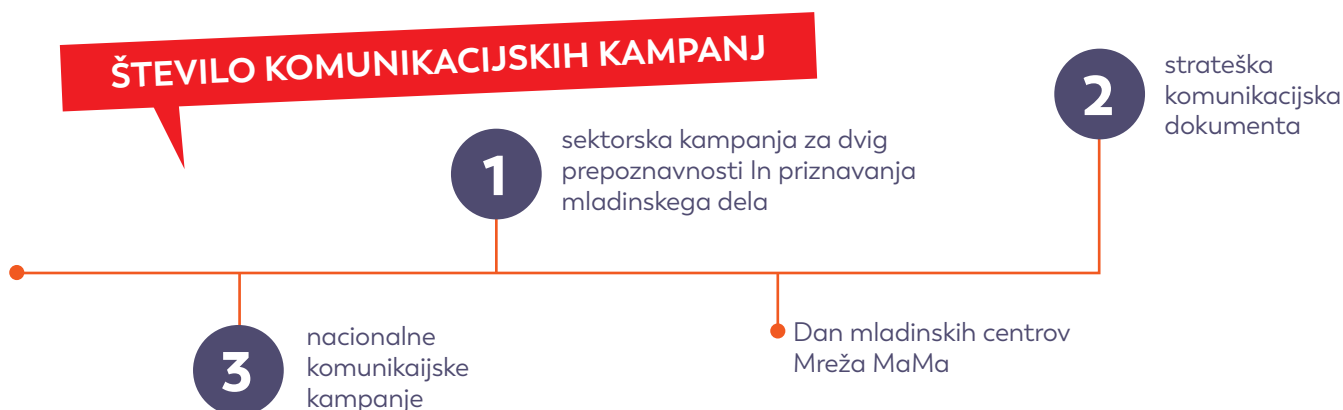 ŠTEVILO KOMUNIKACIJSKIH KAMPANJ
3
nacionalne
komunikaijske
kampanje
1
sektorska kampanja za dvig
prepoznavnosti In priznavanja
mladinskega dela
Dan mladinskih centrov
Mreža MaMa
2
strateška
komunikacijska
dokumenta